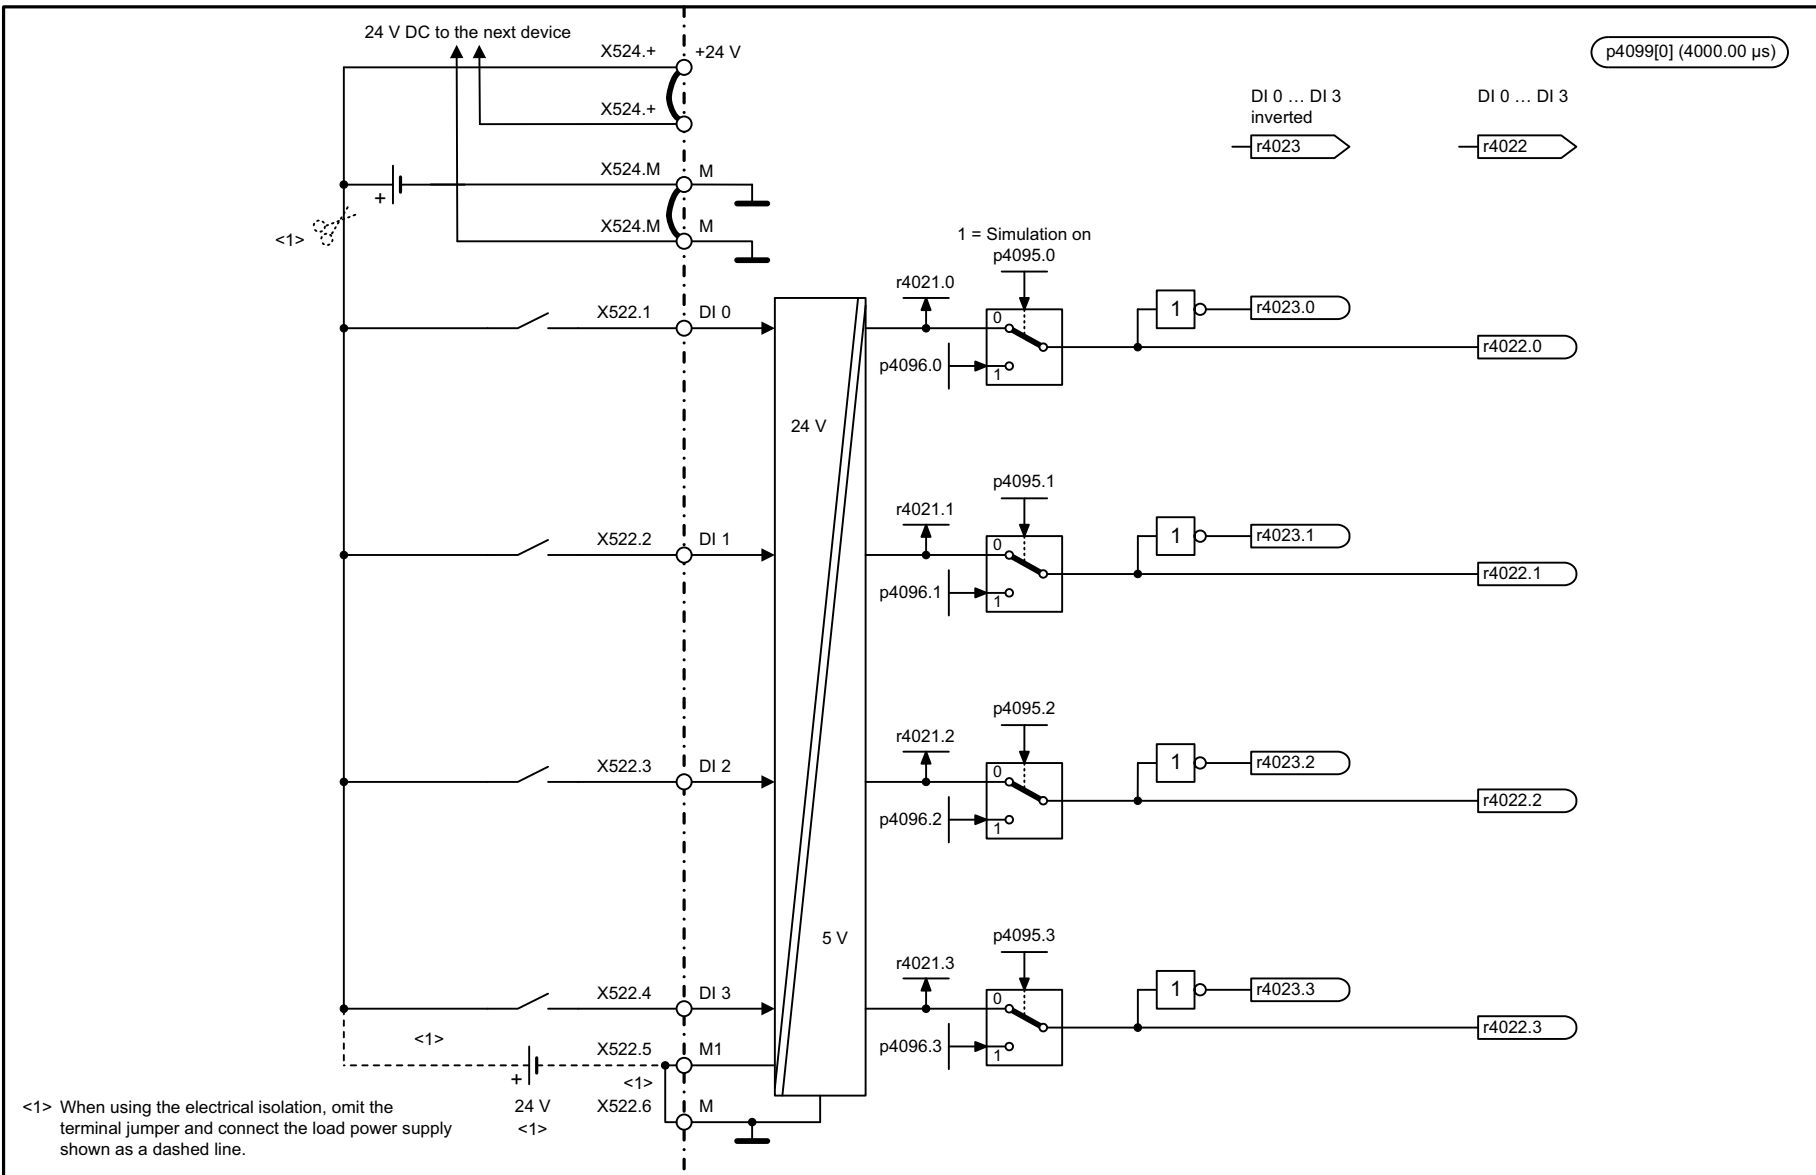 24 V DC to the next device
X524.+
+24 V
p4099[0] (4000.00 µs)
X524.+
DI 0 … DI 3
inverted
DI 0 … DI 3
r4023
r4022
X524.M
M
+
<1>
X524.M
M
1 = Simulation on
p4095.0
r4021.0
X522.1
DI 0
0
1
r4023.0
r4022.0
p4096.0
1
24 V
p4095.1
r4021.1
X522.2
DI 1
0
1
r4023.1
r4022.1
p4096.1
1
p4095.2
r4021.2
X522.3
DI 2
0
1
r4023.2
r4022.2
p4096.2
1
5 V
p4095.3
r4021.3
X522.4
DI 3
0
1
r4023.3
r4022.3
p4096.3
1
<1>
X522.5
M1
+
<1>
24 V
X522.6
M
<1>
<1> When using the electrical isolation, omit the
terminal jumper and connect the load power supply
shown as a dashed line.